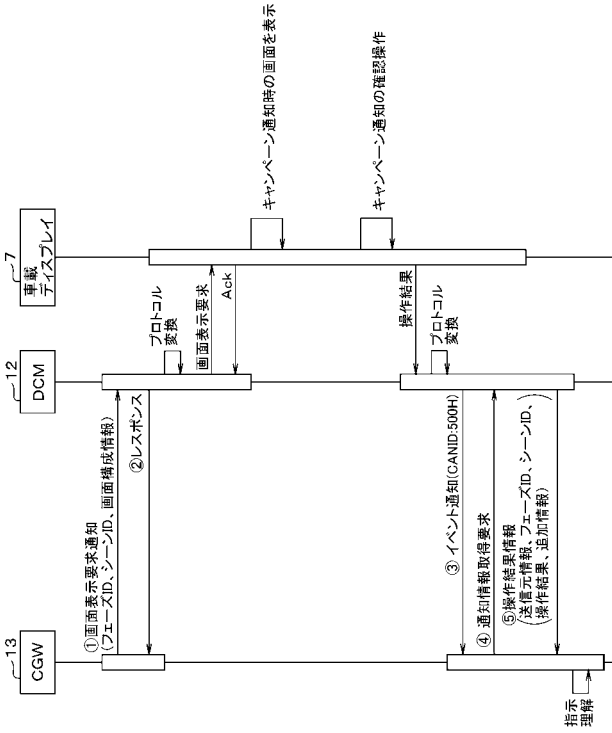 13
CGW
12
DCM
7
車載
ディスプレイ
①画面表示要求通知
(フェーズID、シーンID、画面構成情報)
②レスポンス
プロトコル
変換
画面表示要求
Ack
キャンペーン通知時の画面を表示
キャンペーン通知の確認操作
操作結果
プロトコル
変換
③イベント通知(CANID:500H)
④通知情報取得要求
⑤操作結果情報
(送信元情報、フェーズID、シーンID、
操作結果、追加情報)
指示
理解